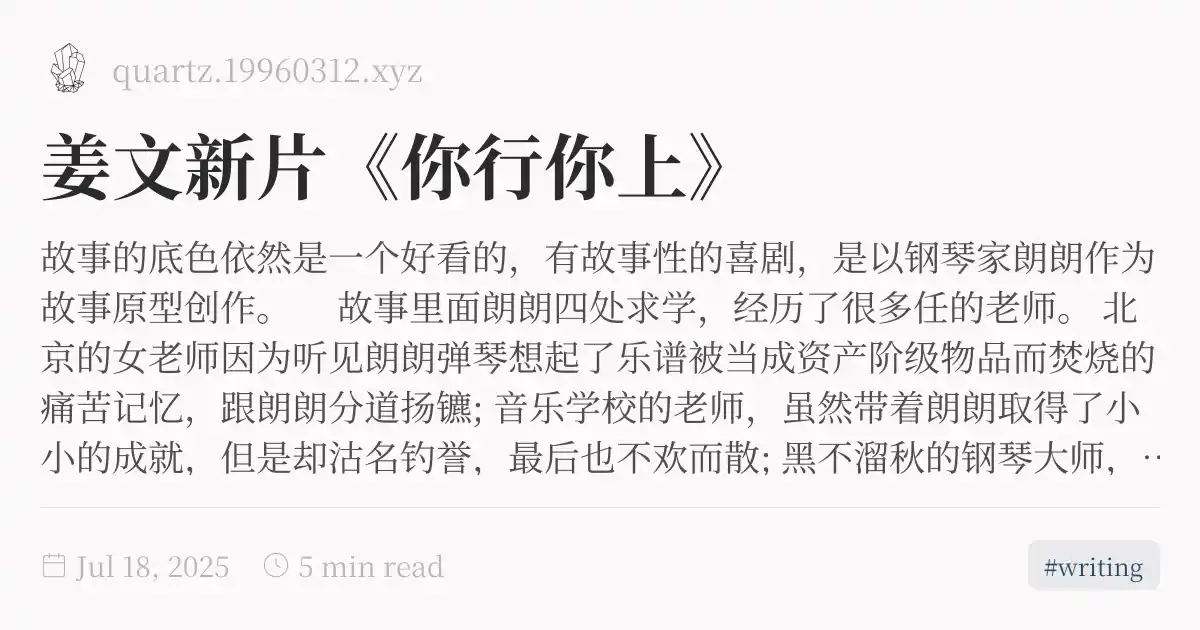 quartz.19960312.xyz
姜文新片《你行你上》
故事的底色依然是一个好看的，有故事性的喜剧，是以钢琴家朗朗作为
故事原型创作。　故事里面朗朗四处求学，经历了很多任的老师。 北
京的女老师因为听见朗朗弹琴想起了乐谱被当成资产阶级物品而焚烧的
痛苦记忆，跟朗朗分道扬镳; 音乐学校的老师，虽然带着朗朗取得了小
小的成就，但是却沽名钓誉，最后也不欢而散; 黑不溜秋的钢琴大师，…
Jul 18, 2025 5 min read
#writing